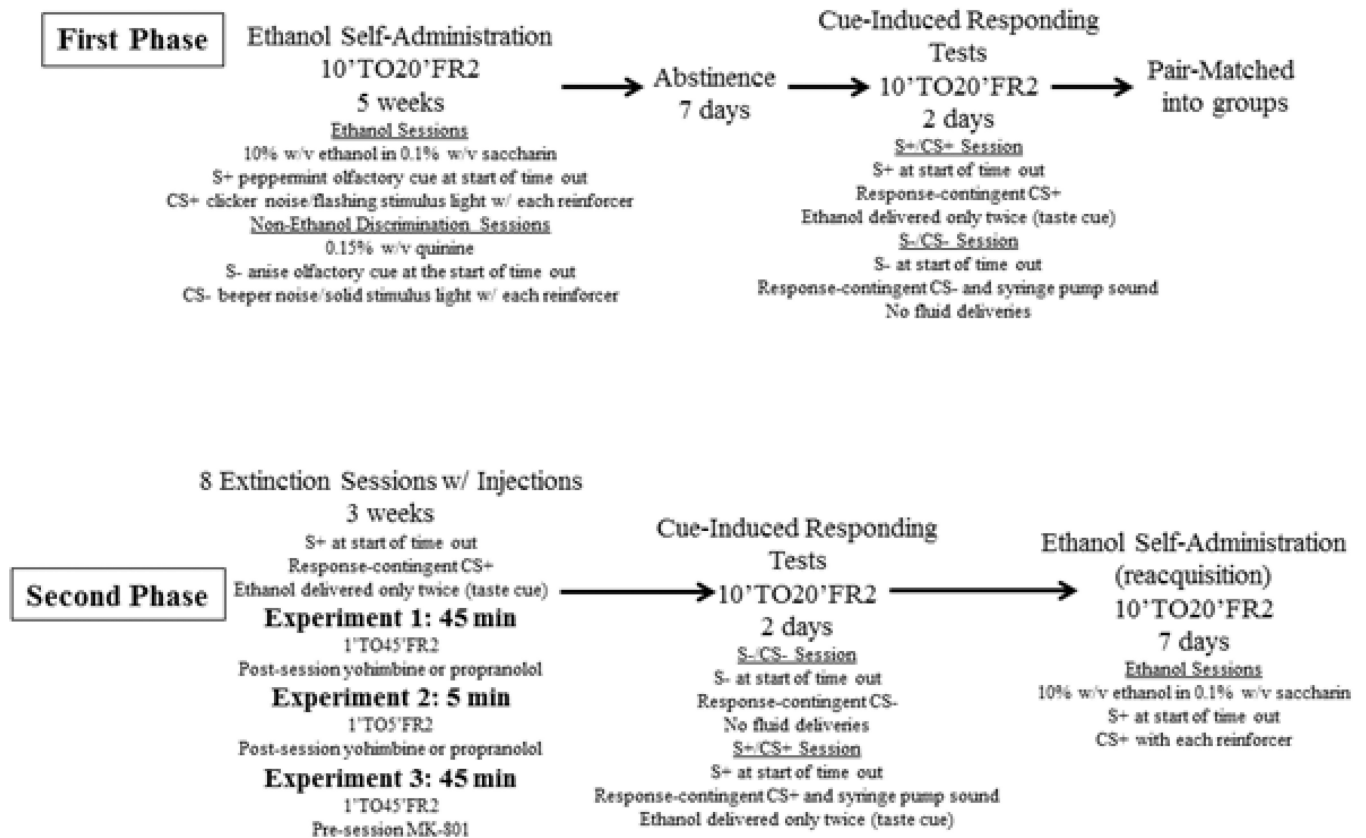 First Phase
Ethanol Self-Administration
10’TO20’FR2
5 weeks
Ethanol Sessions
10% w/v ethanol in 0.1% w/v saccharin
S+ peppermint olfactory cue at start of time out
CS+ clicker noise/flashing stimulus light w/ each reinforcer
Non-Ethanol Discrimination Sessions
0.15% w/v quinine
S- anise olfactory cue at the start of time out
CS- beeper noise/solid stimulus light w/ each reinforcer
Abstinence
7 days
Cue-Induced Responding
Tests
10’TO20’FR2
2 days
S+/CS+ Session
S+ at start of time out
Response-contingent CS+
Ethanol delivered only twice (taste cue)
S-/CS- Session
S- at start of time out
Response-contingent CS- and syringe pump sound
No fluid deliveries
Pair-Matched
into groups
Second Phase
8 Extinction Sessions w/ Injections
3 weeks
S+ at start of time out
Response-contingent CS+
Ethanol delivered only twice (taste cue)
Experiment 1: 45 min
1’TO45’FR2
Post-session yohimbine or propranolol
Experiment 2: 5 min
1’TO5’FR2
Post-session yohimbine or propranolol
Experiment 3: 45 min
1’TO45’FR2
Pre-session MK-801
Cue-Induced Responding
Tests
10’TO20’FR2
2 days
S-/CS- Session
S- at start of time out
Response-contingent CS-
No fluid deliveries
S+/CS+ Session
S+ at start of time out
Response-contingent CS+ and syringe pump sound
Ethanol delivered only twice (taste cue)
Ethanol Self-Administration
(reacquisition)
10’TO20’FR2
7 days
Ethanol Sessions
10% w/v ethanol in 0.1% w/v saccharin
S+ at start of time out
CS+ with each reinforcer